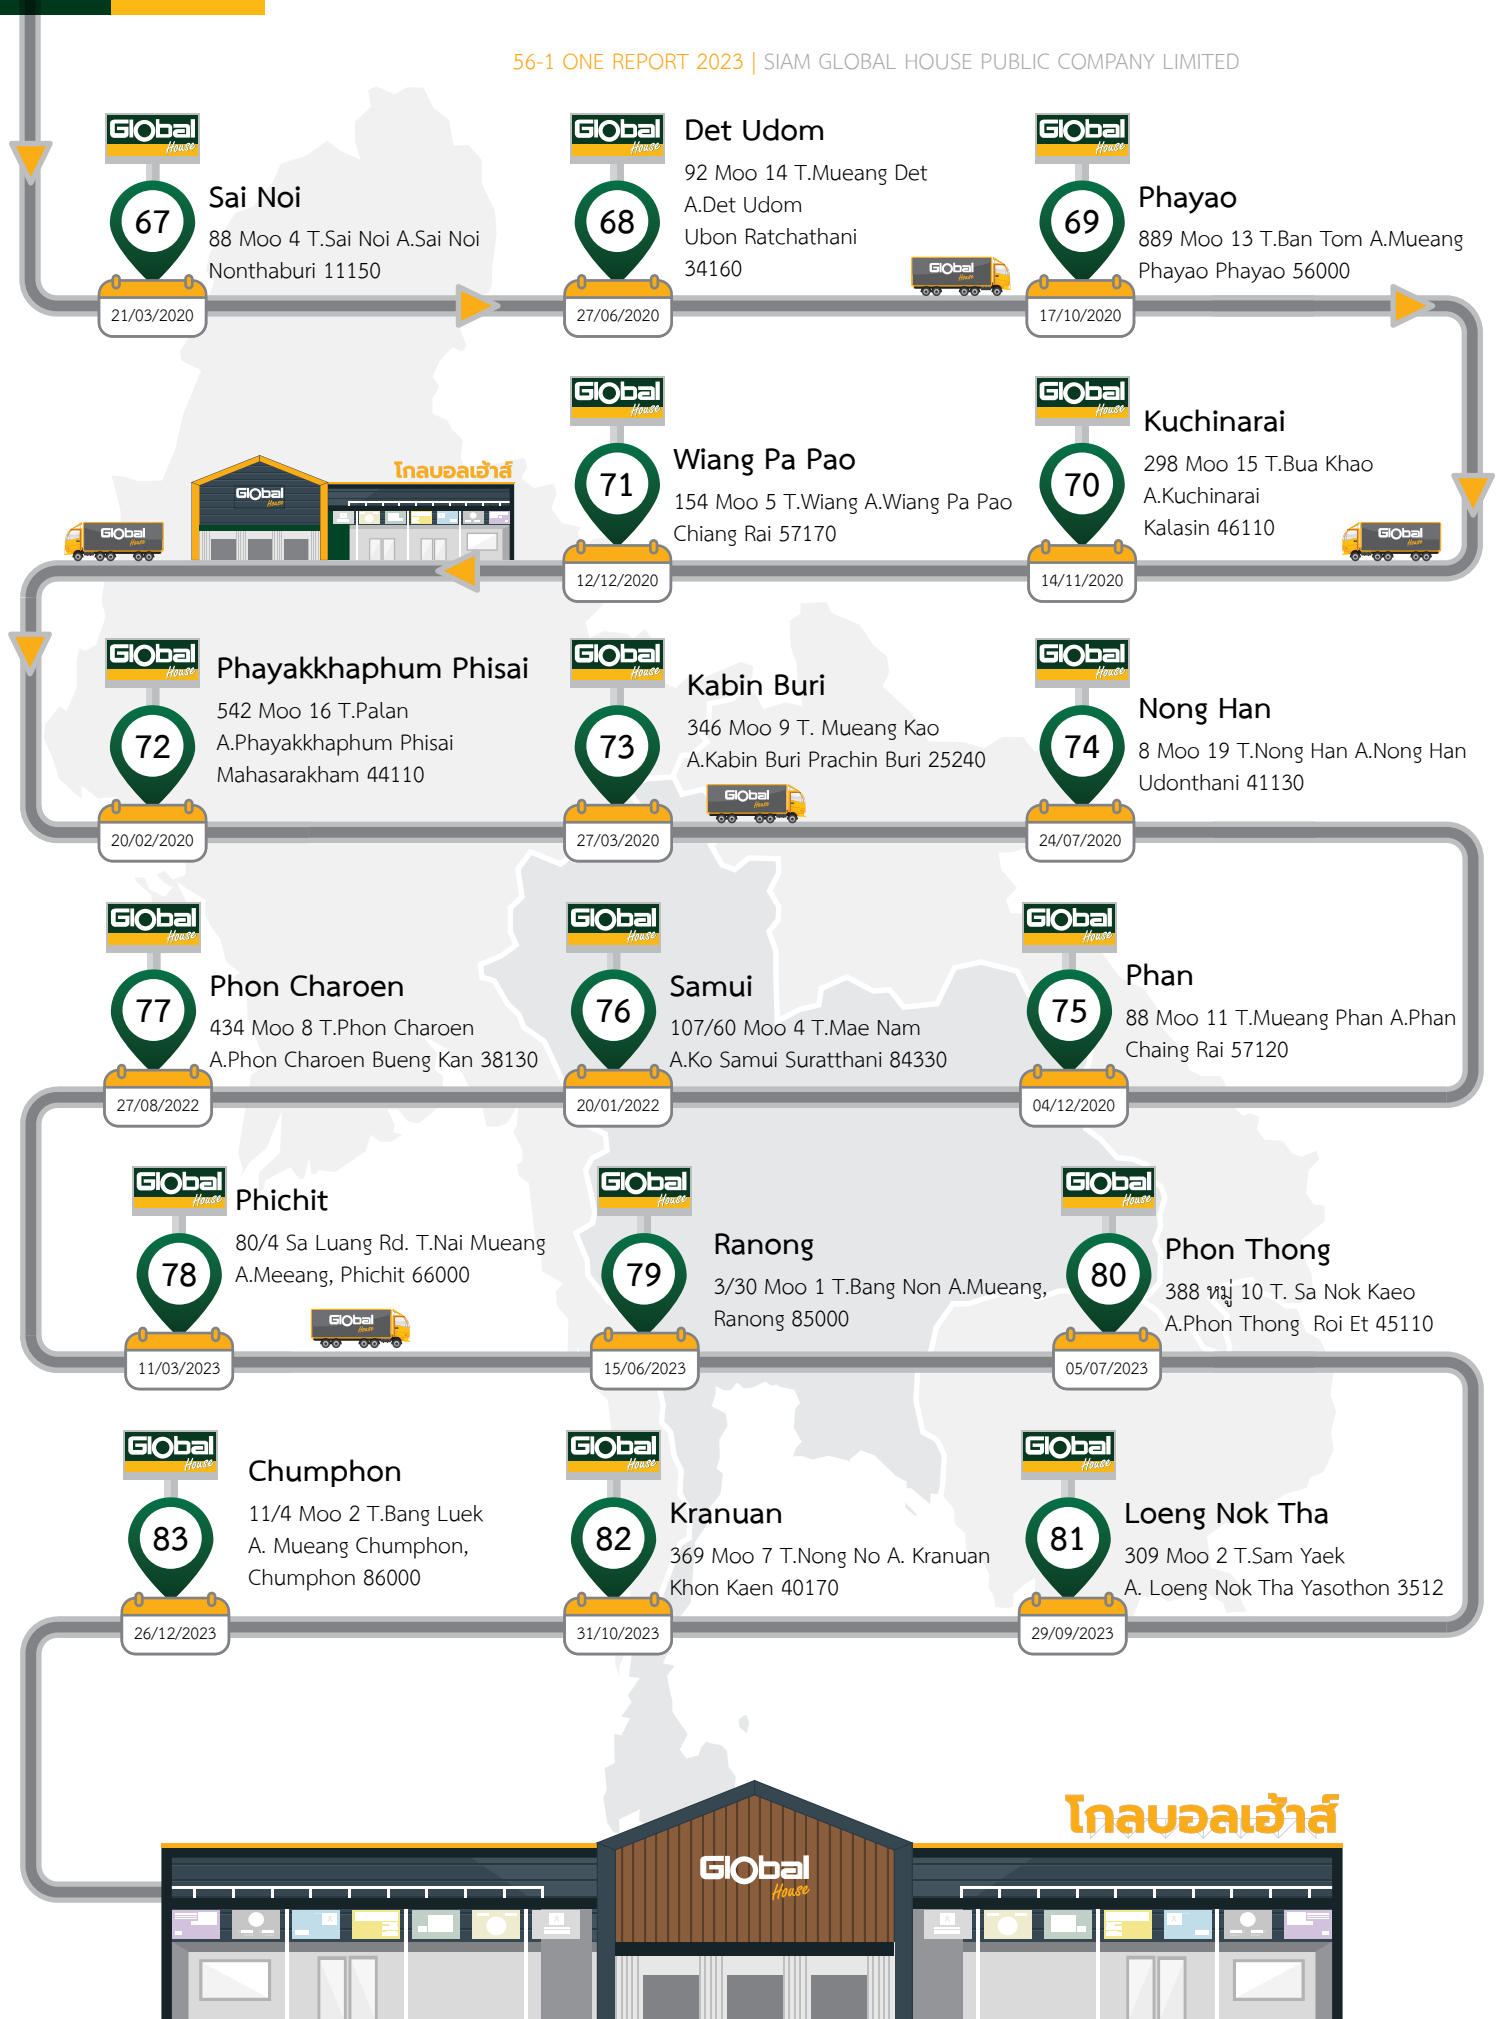 56-1 ONE REPORT 2023 | SIAM GLOBAL HOUSE PUBLIC COMPANY LIMITED
Global
House
67
Sai Noi
88 Moo 4 T.Sai Noi A.Sai Noi
Nonthaburi 11150
21/03/2020
Global
House
68
Det Udom
92 Moo 14 T.Mueang Det
A.Det Udom
Ubon Ratchathani
34160
27/06/2020
Global
House
Global
House
69
Phayao
889 Moo 13 T.Ban Tom A.Mueang
Phayao Phayao 56000
17/10/2020
Global
House
70
Kuchinarai
298 Moo 15 T.Bua Khao
A.Kuchinarai
Kalasin 46110
14/11/2020
Global
House
Global
House
71
Wiang Pa Pao
154 Moo 5 T.Wiang A.Wiang Pa Pao
Chiang Rai 57170
12/12/2020
โกลบอลเฮ้าส์
Global
House
Global
House
Global
House
72
Phayakkhaphum Phisai
542 Moo 16 T.Palan
A.Phayakkhaphum Phisai
Mahasarakham 44110
20/02/2020
Global
House
73
Kabin Buri
346 Moo 9 T. Mueang Kao
A.Kabin Buri Prachin Buri 25240
Global
House
27/03/2020
Global
House
74
Nong Han
8 Moo 19 T.Nong Han A.Nong Han
Udonthani 41130
24/07/2020
Global
House
75
Phan
88 Moo 11 T.Mueang Phan A.Phan
Chaing Rai 57120
04/12/2020
Global
House
76
Samui
107/60 Moo 4 T.Mae Nam
A.Ko Samui Suratthani 84330
20/01/2022
Global
House
77
Phon Charoen
434 Moo 8 T.Phon Charoen
A.Phon Charoen Bueng Kan 38130
27/08/2022
Global
House
78
Phichit
80/4 Sa Luang Rd. T.Nai Mueang
A.Meeang, Phichit 66000
Global
House
11/03/2023
Global
House
79
Ranong
3/30 Moo 1 T.Bang Non A.Mueang,
Ranong 85000
15/06/2023
Global
House
80
Phon Thong
388 หมู่ 10 T. Sa Nok Kaeo
A.Phon Thong Roi Et 45110
05/07/2023
Global
House
81
Loeng Nok Tha
309 Moo 2 T.Sam Yaek
A. Loeng Nok Tha Yasothon 3512
29/09/2023
Global
House
82
Kranuan
369 Moo 7 T.Nong No A. Kranuan
Khon Kaen 40170
31/10/2023
Global
House
83
Chumphon
11/4 Moo 2 T.Bang Luek
A. Mueang Chumphon,
Chumphon 86000
26/12/2023
โกลบอลเฮ้าส์
Global
House